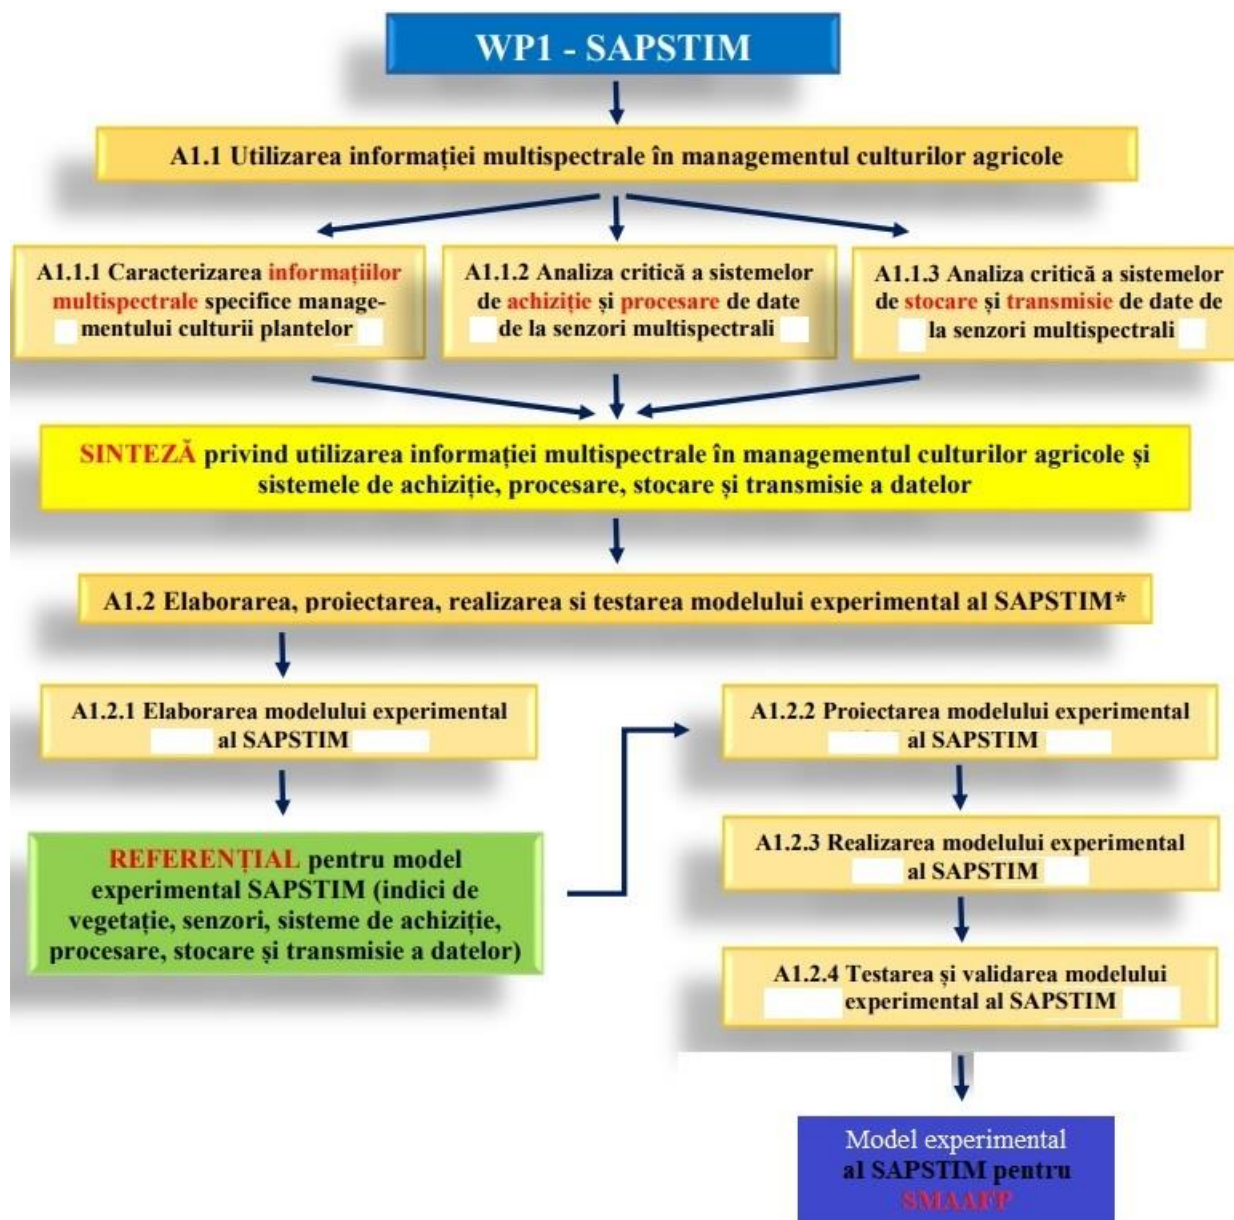 WP1 - SAPSTIM
A1.1 Utilizarea informației multispectrale în managementul culturilor agricole
A1.1.1 Caracterizarea informațiilor
multispectrale specifice manage-
mentului culturii plantelor
A1.1.2 Analiza critică a sistemelor
de achiziție și procesare de date
de la senzori multispectrali
A1.1.3 Analiza critică a sistemelor
de stocare și transmisie de date de
la senzori multispectrali
SINTEZĂ privind utilizarea informației multispectrale în managementul culturilor agricole și
sistemele de achiziție, procesare, stocare și transmisie a datelor
A1.2 Elaborarea, proiectarea, realizarea si testarea modelului experimental al SAPSTIM*
A1.2.1 Elaborarea modelului experimental
al SAPSTIM
REFERENȚIAL pentru model
experimental SAPSTIM (indici de
vegetație, senzori, sisteme de achiziție,
procesare, stocare și transmisie a datelor)
A1.2.2 Proiectarea modelului experimental
al SAPSTIM
A1.2.3 Realizarea modelului experimental
al SAPSTIM
A1.2.4 Testarea și validarea modelului
experimental al SAPSTIM
Model experimental
al SAPSTIM pentru
SMAAFP